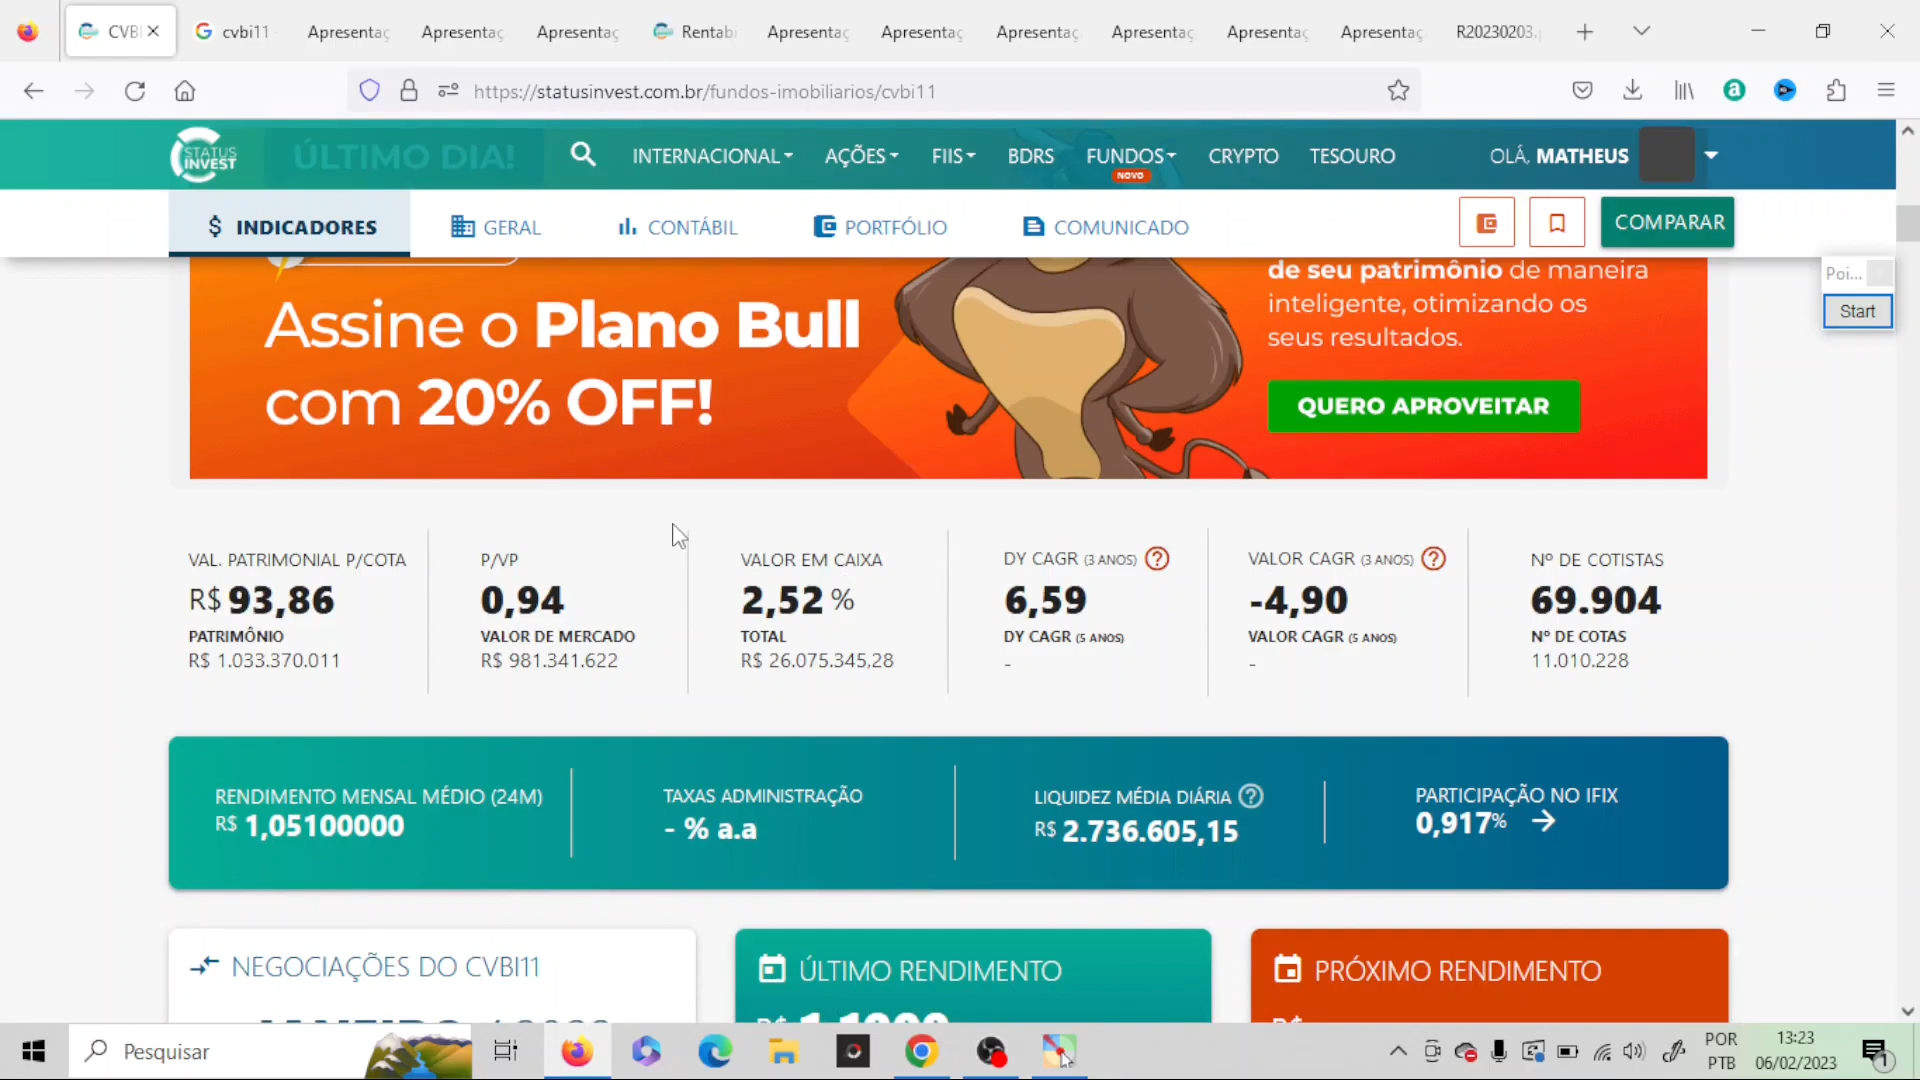 CVBI
cvbi11
Apresentaç
Apresentaç
Apresentaç
Rentabi
Apresentaç
Apresentaç
Apresentaç
Apresentaç
Apresentaç
Apresentaç
R20230203.
https://statusinvest.com.br/fundos-imobiliarios/cvbi11
STATUS
INVEST
ÚLTIMO DIA!
INTERNACIONAL
AÇÕES
FIIS
BDRS
FUNDOS
NOVO
CRYPTO
TESOURO
OLÁ, MATHEUS
INDICADORES
GERAL
CONTÁBIL
PORTFÓLIO
COMUNICADO
COMPARAR
Poi...
Start
Assine o Plano Bull
com 20% OFF!
de seu patrimônio de maneira
inteligente, otimizando os
seus resultados.
QUERO APROVEITAR
VAL. PATRIMONIAL P/COTA
R$ 93,86
PATRIMÔNIO
R$ 1.033.370.011
P/VP
0,94
VALOR DE MERCADO
R$ 981.341.622
VALOR EM CAIXA
2,52 %
TOTAL
R$ 26.075.345,28
DY CAGR (3 ANOS) ?
6,59
DY CAGR (5 ANOS)
-
VALOR CAGR (3 ANOS) ?
-4,90
VALOR CAGR (5 ANOS)
-
Nº DE COTISTAS
69.904
Nº DE COTAS
11.010.228
RENDIMENTO MENSAL MÉDIO (24M)
R$ 1,05100000
TAXAS ADMINISTRAÇÃO
- % a.a
LIQUIDEZ MÉDIA DIÁRIA ?
R$ 2.736.605,15
PARTICIPAÇÃO NO IFIX
0,917%
NEGOCIAÇÕES DO CVBI11
ÚLTIMO RENDIMENTO
PRÓXIMO RENDIMENTO
Pesquisar
POR
PTB
13:23
06/02/2023
1